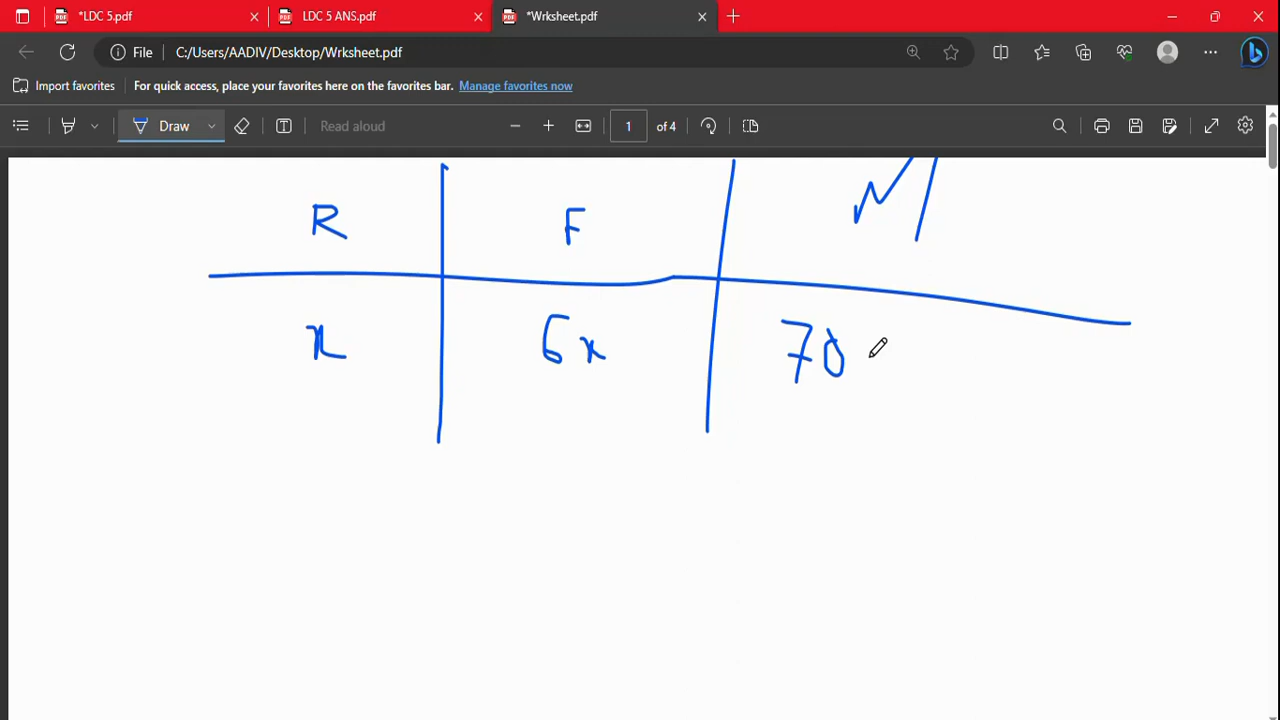 *LDC 5.pdf
LDC 5 ANS.pdf
*Wrksheet.pdf
File
C:/Users/AADIV/Desktop/Wrksheet.pdf
Import favorites
For quick access, place your favorites here on the favorites bar. Manage favorites now
Draw
Read aloud
1 of 4
R F M
x 6x 70